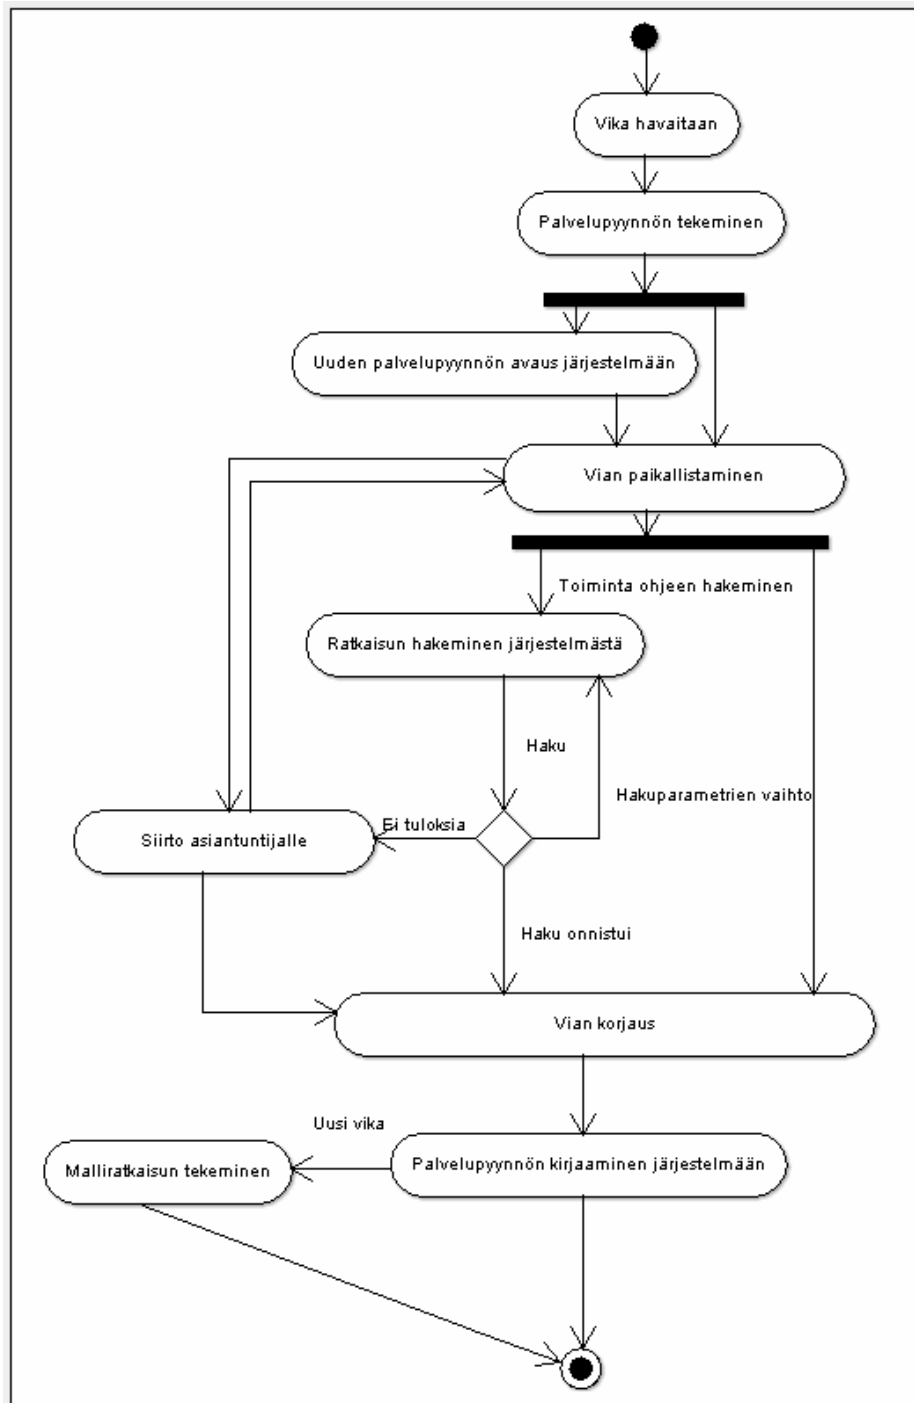 Vika havaitaan
Palvelupyynnön tekeminen
Uuden palvelupyynnön avaus järjestelmään
Vian paikallistaminen
Toiminta ohjeen hakeminen
Ratkaisun hakeminen järjestelmästä
Haku
Hakuparametrien vaihto
Ei tuloksia
Siirto asiantuntijalle
Haku onnistui
Vian korjaus
Uusi vika
Palvelupyynnön kirjaaminen järjestelmään
Malliratkaisun tekeminen